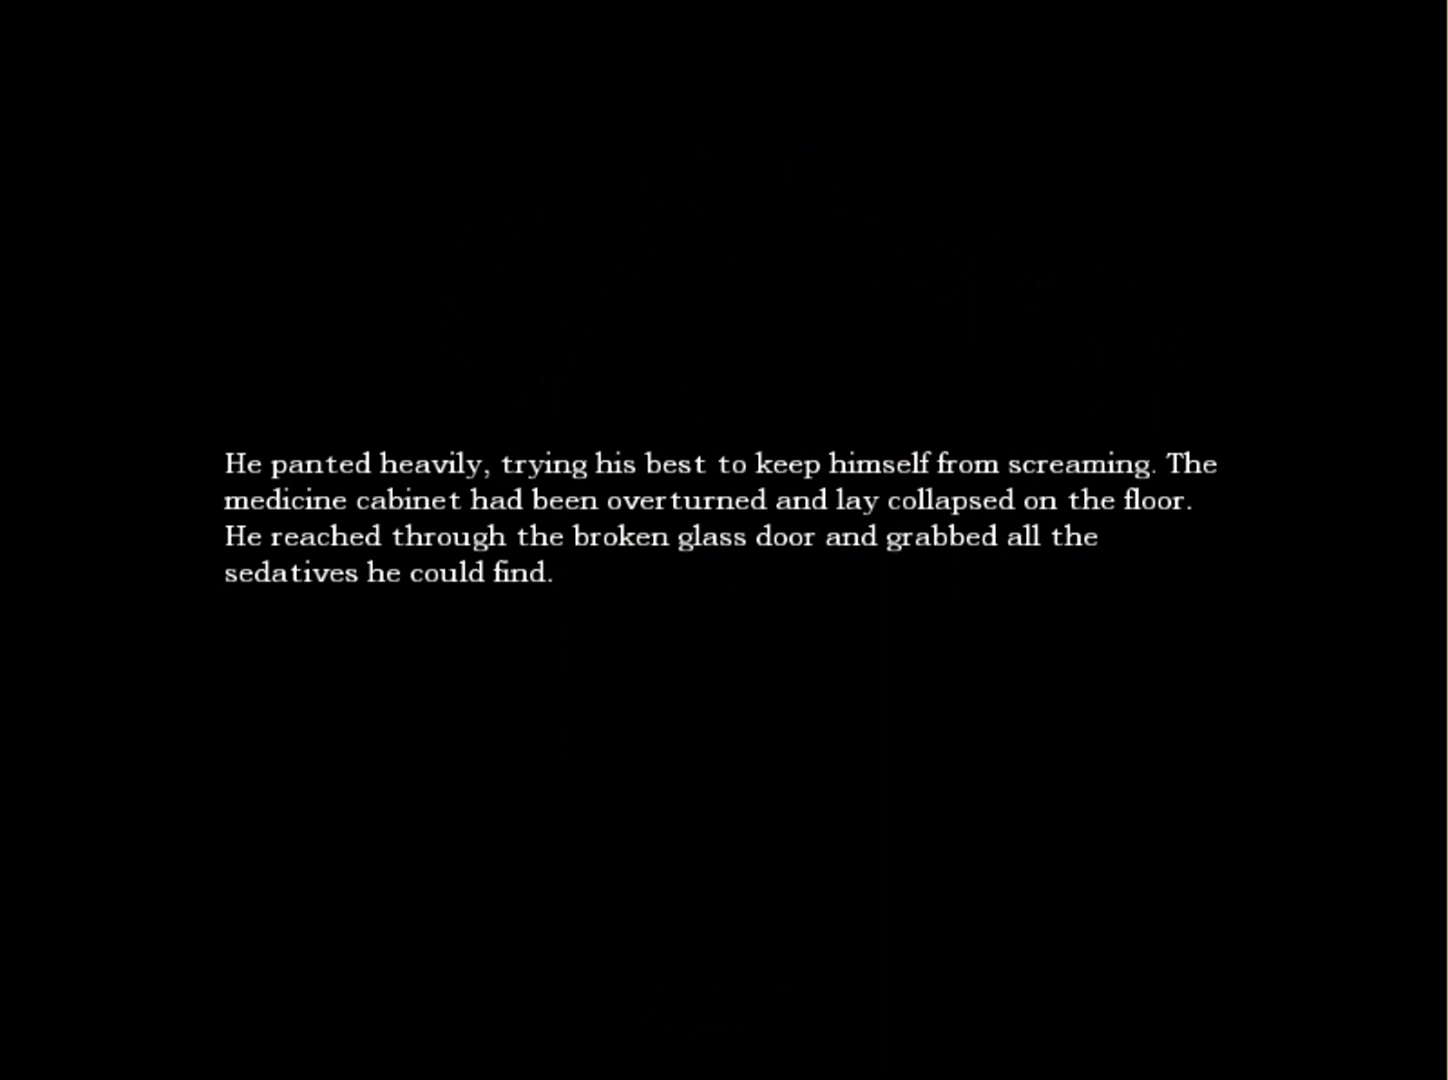 He panted heavily, trying his best to keep himself from screaming. The
medicine cabinet had been overturned and lay collapsed on the floor.
He reached through the broken glass door and grabbed all the
sedatives he could find.